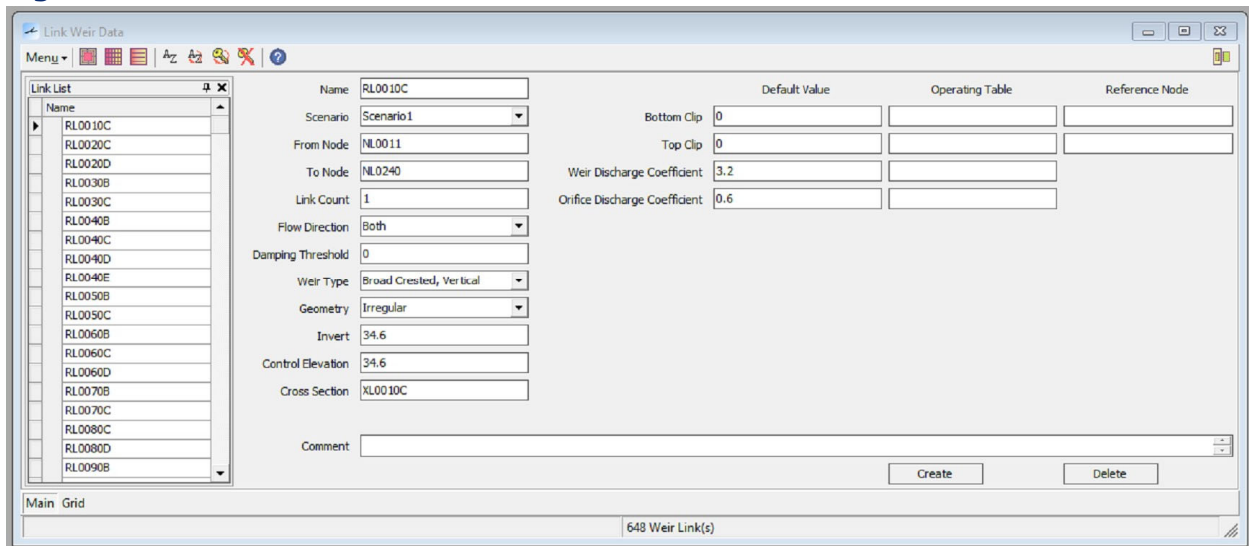 Link Weir Data
Menu
Link List
Name
RL0010C
RL0020C
RL0020D
RL0030B
RL0030C
RL0040B
RL0040C
RL0040D
RL0040E
RL0050B
RL0050C
RL0060B
RL0060C
RL0060D
RL0070B
RL0070C
RL0080C
RL0080D
RL0090B
Name RL0010C
Scenario Scenario1
From Node NL0011
To Node NL0240
Link Count 1
Flow Direction Both
Damping Threshold 0
Weir Type Broad Crested, Vertical
Geometry Irregular
Invert 34.6
Control Elevation 34.6
Cross Section XL0010C
Default Value Operating Table Reference Node
Bottom Clip 0
Top Clip 0
Weir Discharge Coefficient 3.2
Orifice Discharge Coefficient 0.6
Comment
Create Delete
Main Grid
648 Weir Link(s)